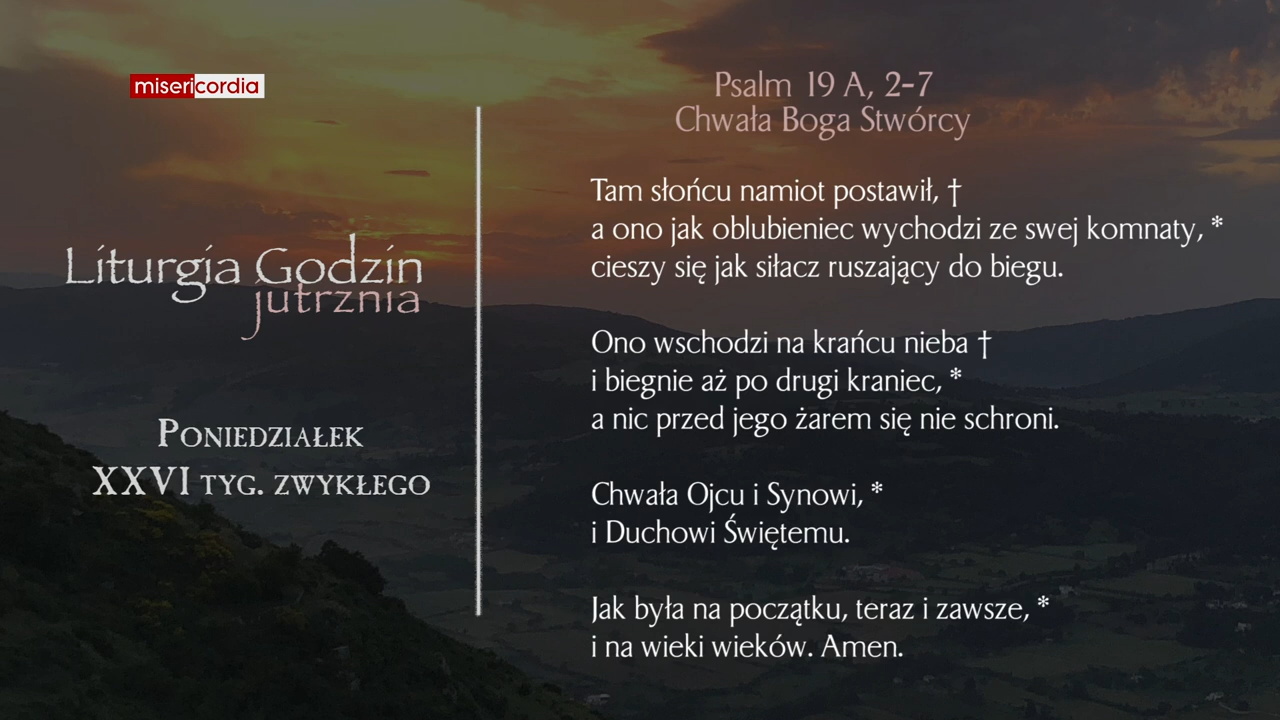 misericordia
Liturgia Godzin
jutrznia
Poniedziałek
XXVI tyg. zwykłego
Psalm 19 A, 2-7
Chwała Boga Stwórcy
Tam słońcu namiot postawił, †
a ono jak oblubieniec wychodzi ze swej komnaty, *
cieszy się jak siłacz ruszający do biegu.
Ono wschodzi na krańcu nieba †
i biegnie aż po drugi kraniec, *
a nic przed jego żarem się nie schroni.
Chwała Ojcu i Synowi, *
i Duchowi Świętemu.
Jak była na początku, teraz i zawsze, *
i na wieki wieków. Amen.